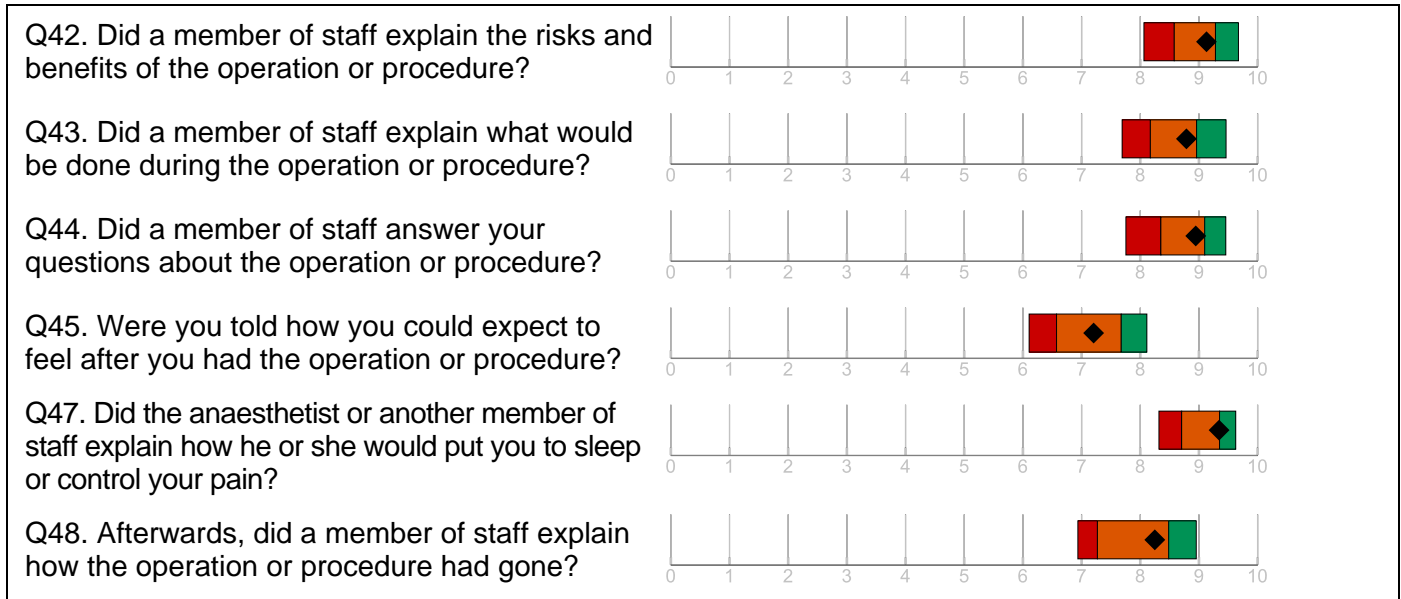 Q42. Did a member of staff explain the risks and
benefits of the operation or procedure?
0 1 2 3 4 5 6 7 8 9 10
Q43. Did a member of staff explain what would
be done during the operation or procedure?
0 1 2 3 4 5 6 7 8 9 10
Q44. Did a member of staff answer your
questions about the operation or procedure?
0 1 2 3 4 5 6 7 8 9 10
Q45. Were you told how you could expect to
feel after you had the operation or procedure?
0 1 2 3 4 5 6 7 8 9 10
Q47. Did the anaesthetist or another member of
staff explain how he or she would put you to sleep
or control your pain?
0 1 2 3 4 5 6 7 8 9 10
Q48. Afterwards, did a member of staff explain
how the operation or procedure had gone?
0 1 2 3 4 5 6 7 8 9 10